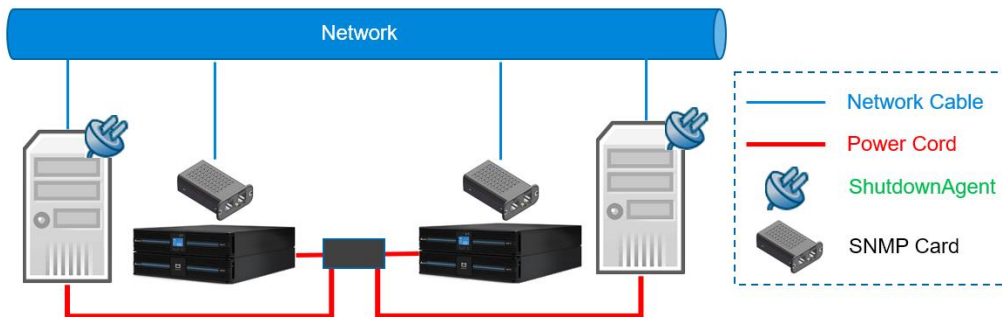 Network
Network Cable
Power Cord
ShutdownAgent
SNMP Card